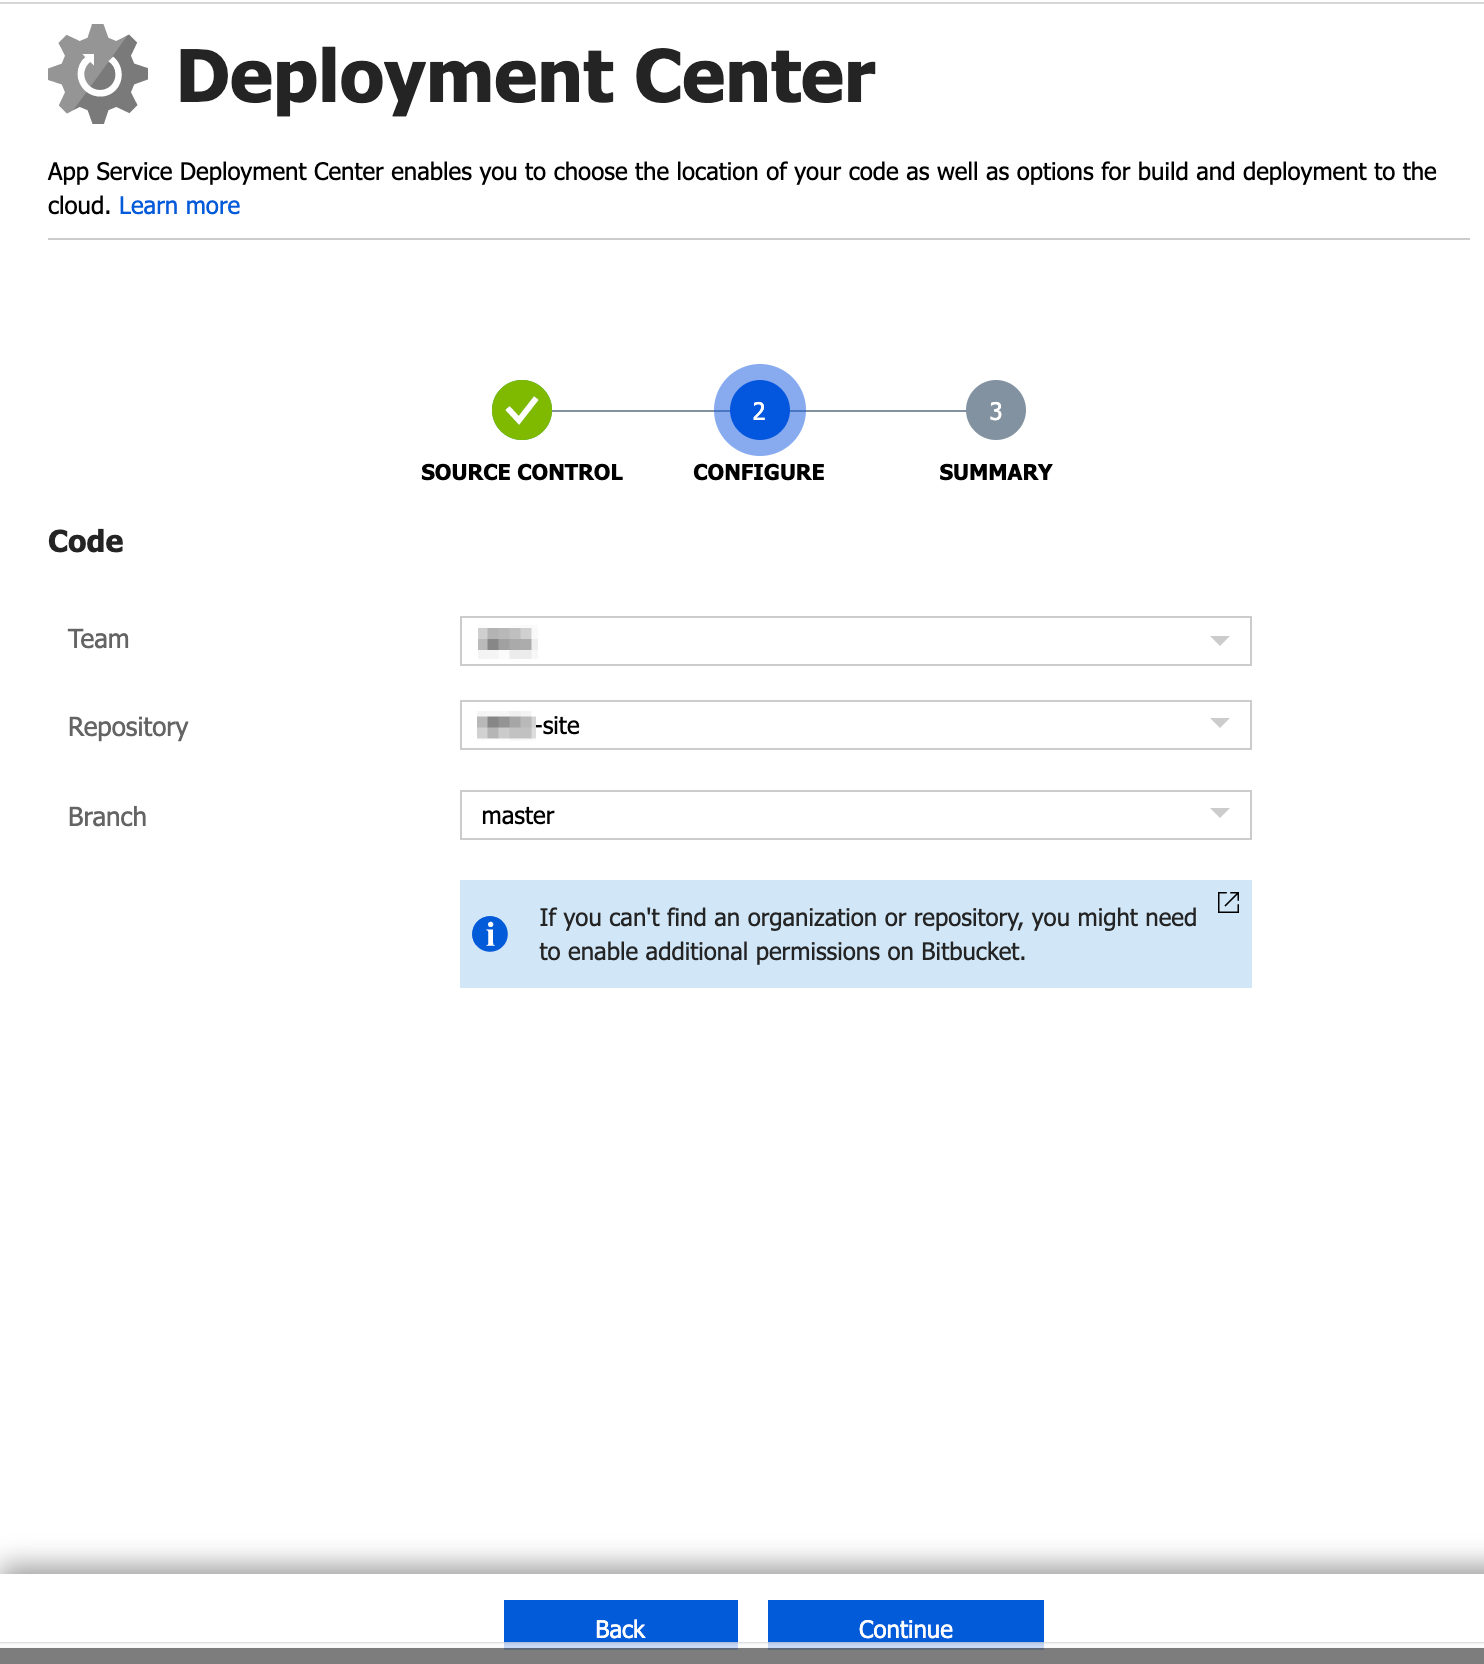 Deployment Center
App Service Deployment Center enables you to choose the location of your code as well as options for build and deployment to the
cloud. Learn more
2
3
SOURCE CONTROL
CONFIGURE
SUMMARY
Code
Team
Repository
-site
Branch
master
If you can't find an organization or repository, you might need
to enable additional permissions on Bitbucket.
Back
Continue